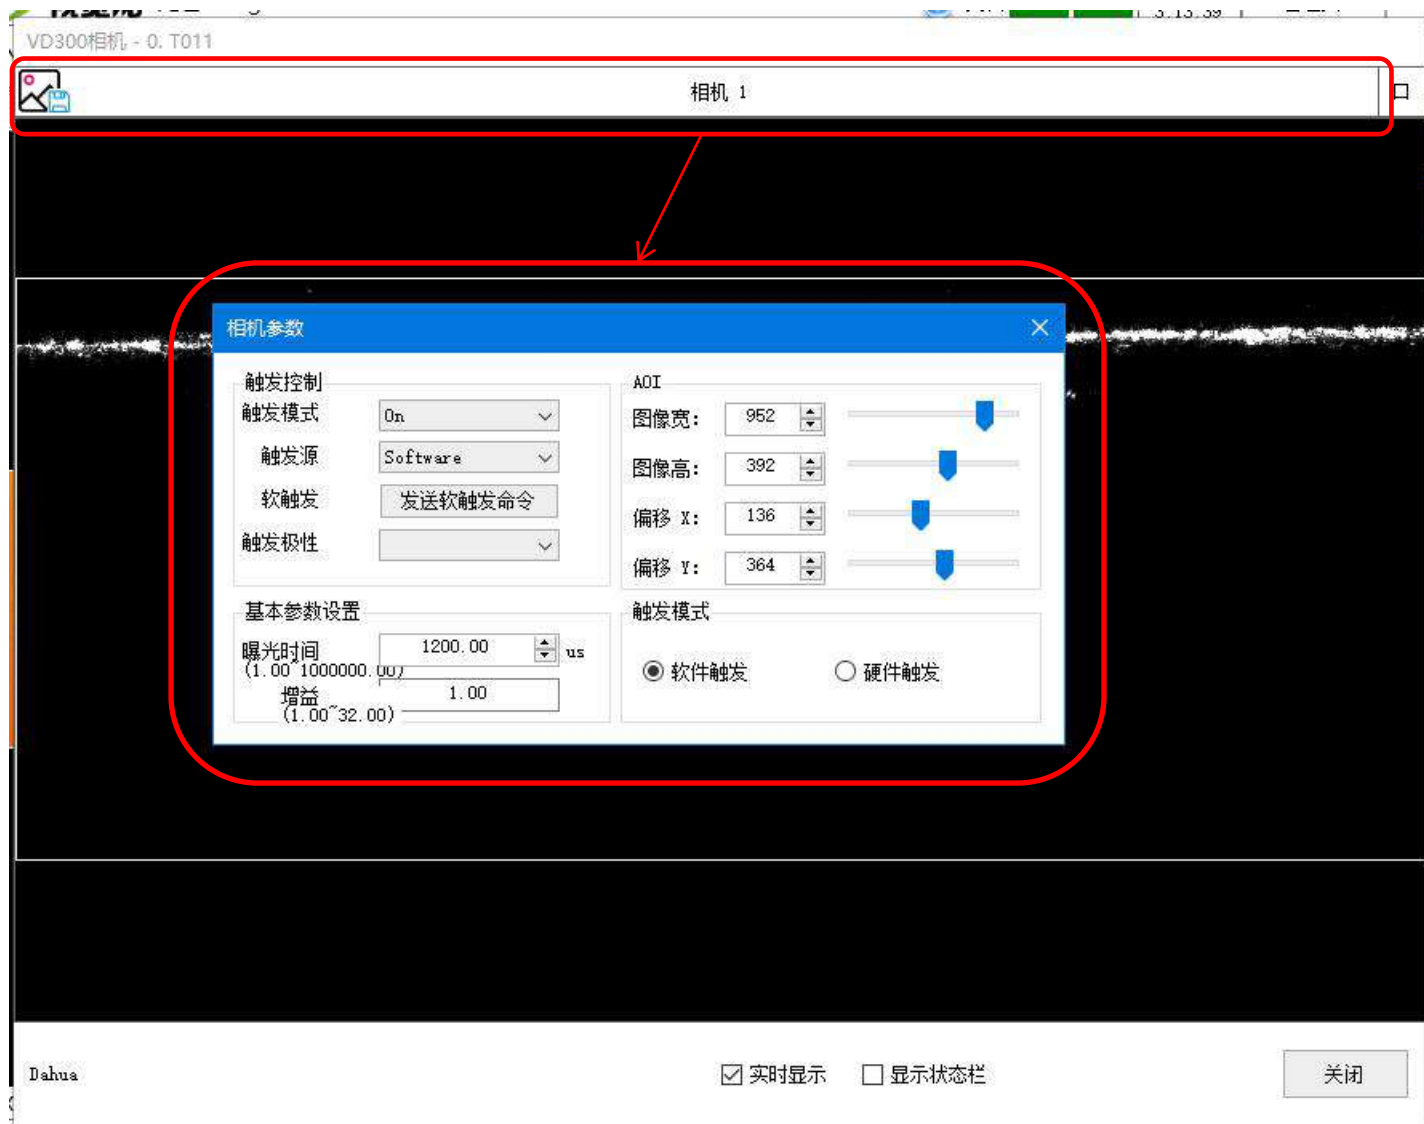 3.13.39
VD300相机 - 0. T011
相机 1
口
相机参数
触发控制
触发模式 On
触发源 Software
软触发 发送软触发命令
触发极性
AOI
图像宽: 952
图像高: 392
偏移 X: 136
偏移 Y: 364
基本参数设置
曝光时间 1200.00 us
(1.00~1000000.00)
增益 1.00
(1.00~32.00)
触发模式
软件触发 硬件触发
Dahua
实时显示 显示状态栏
关闭